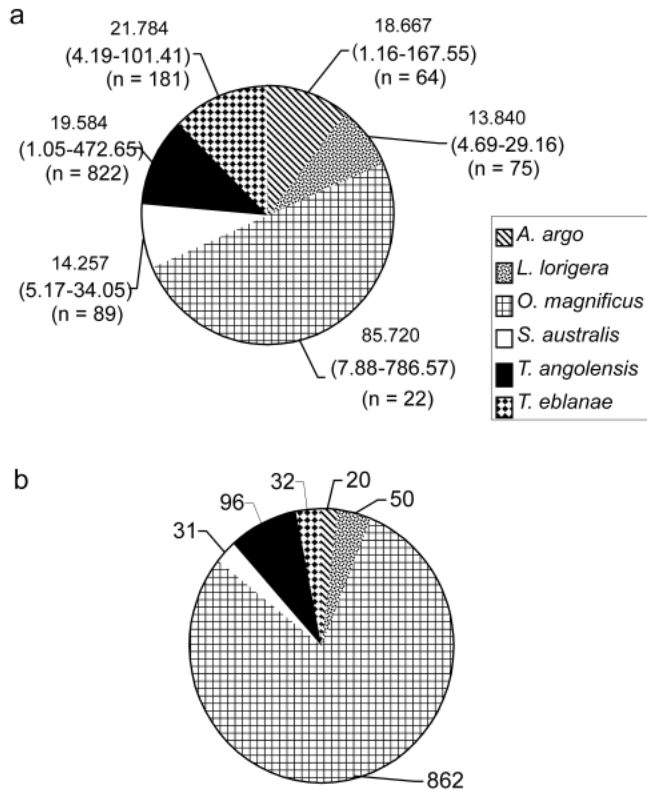 a
21.784
(4.19-101.41)
(n = 181)
18.667
(1.16-167.55)
(n = 64)
19.584
(1.05-472.65)
(n = 822)
13.840
(4.69-29.16)
(n = 75)
14.257
(5.17-34.05)
(n = 89)
85.720
(7.88-786.57)
(n = 22)
A. argo
L. lorigera
O. magnificus
S. australis
T. angolensis
T. eblanae
b
32
20
96
50
31
862